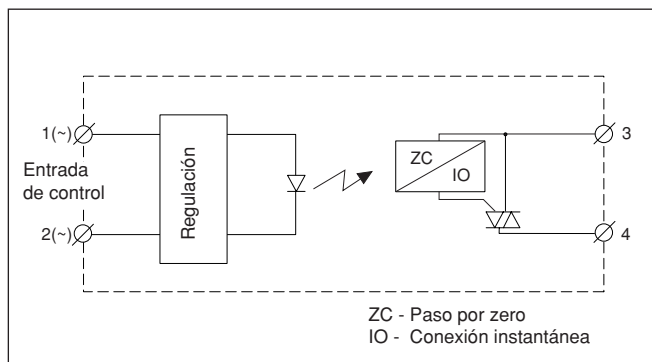 1(~)
Entrada
de control
2(~)
Regulación
ZC
IO
3
4
ZC - Paso por zero
IO - Conexión instantánea